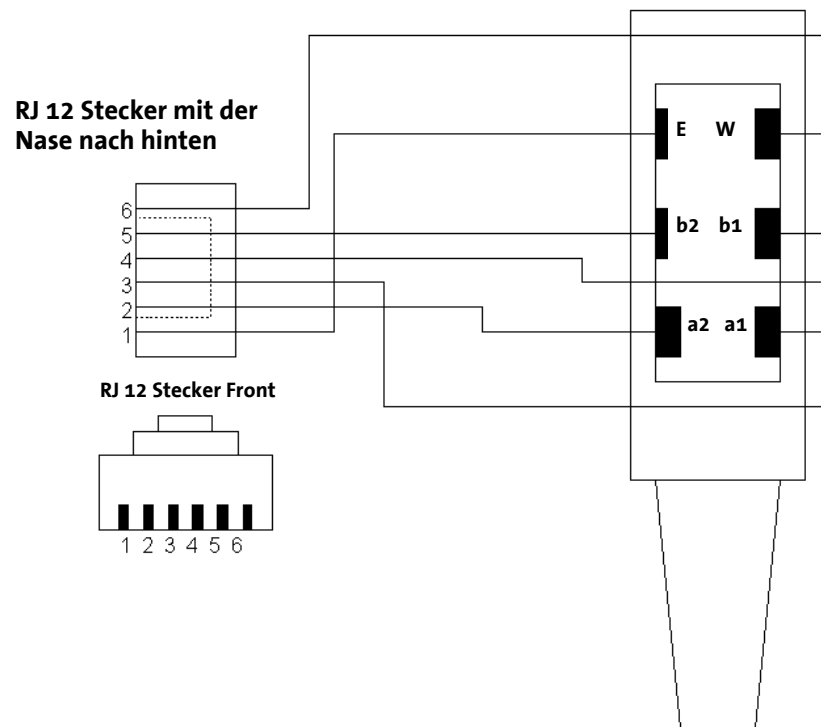 RJ 12 Stecker mit der
Nase nach hinten
6
5
4
3
2
1
E W
b2 b1
a2 a1
RJ 12 Stecker Front
1 2 3 4 5 6